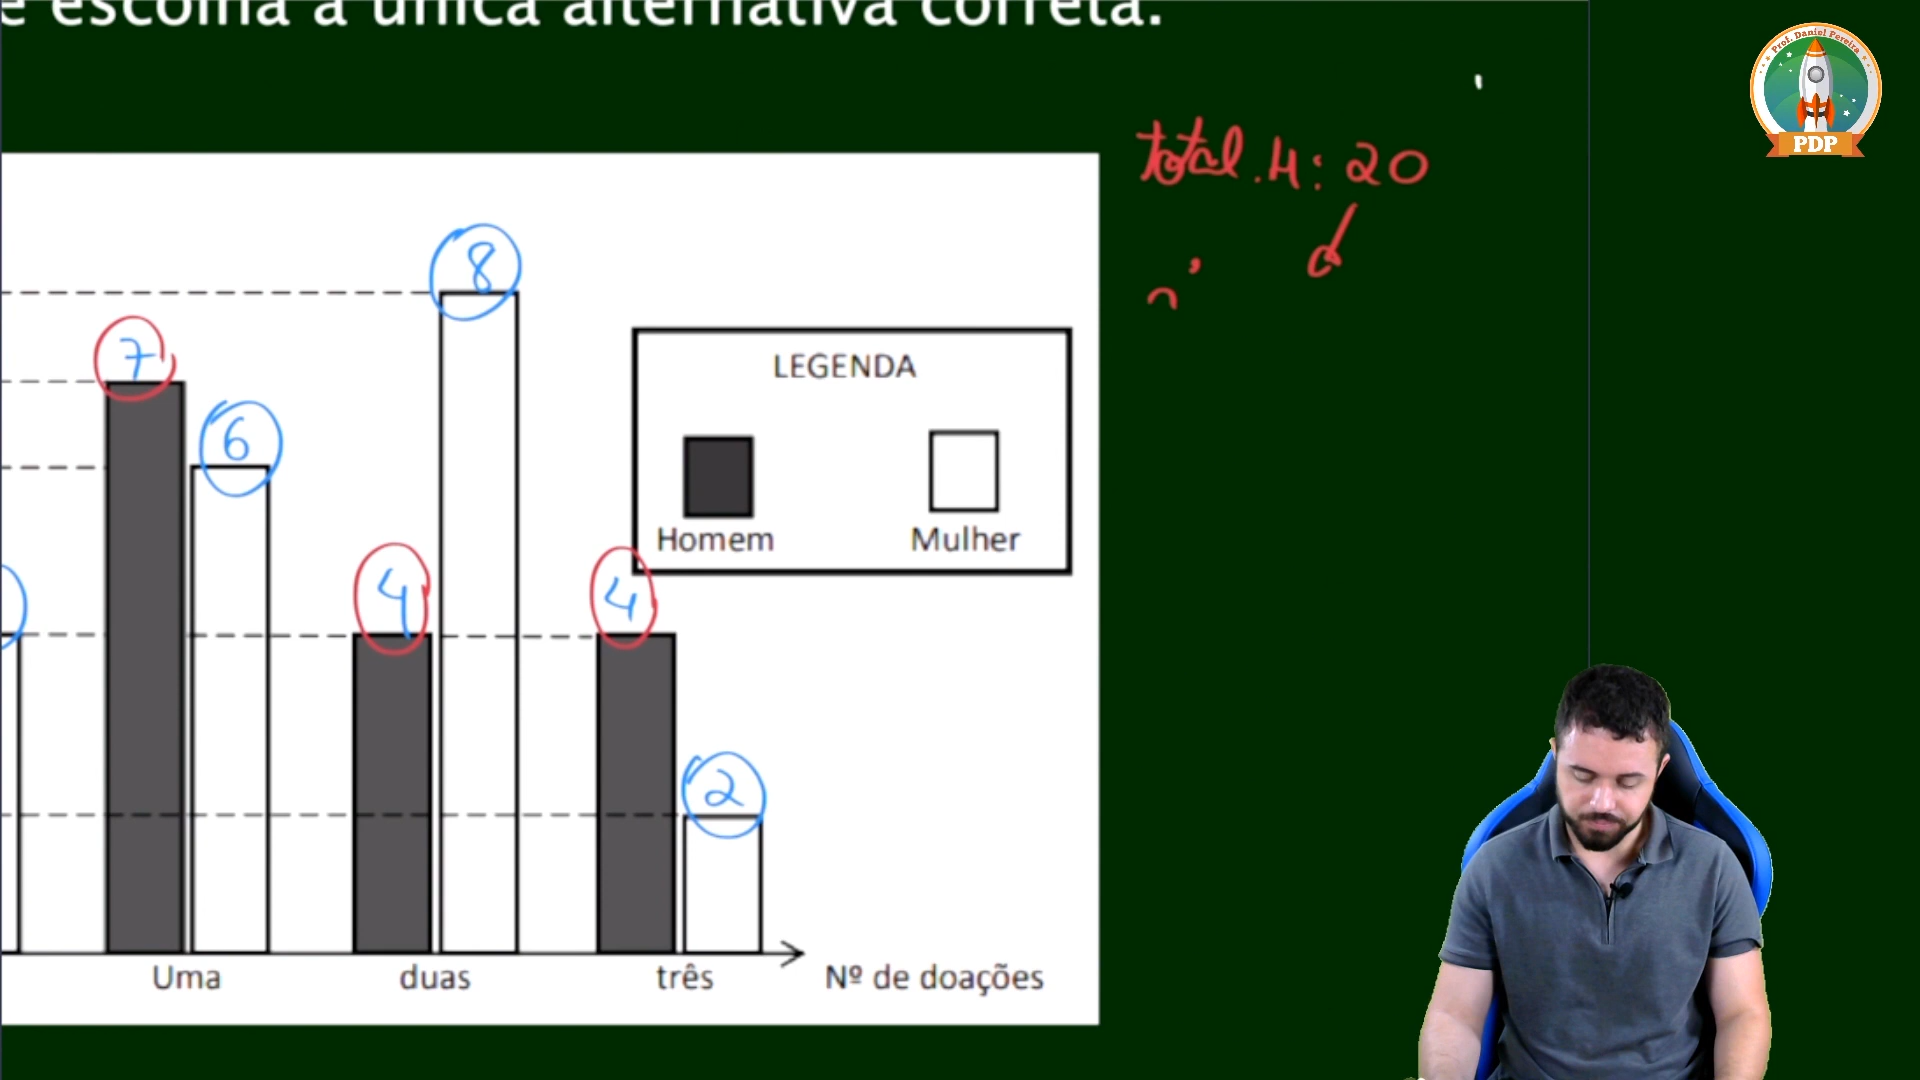 e escolha a única alternativa correta.
Prof. Daniel Pereira
PDP
total.H: 20
8
7
6
LEGENDA
Homem
Mulher
4
4
2
Uma
duas
três
Nº de doações